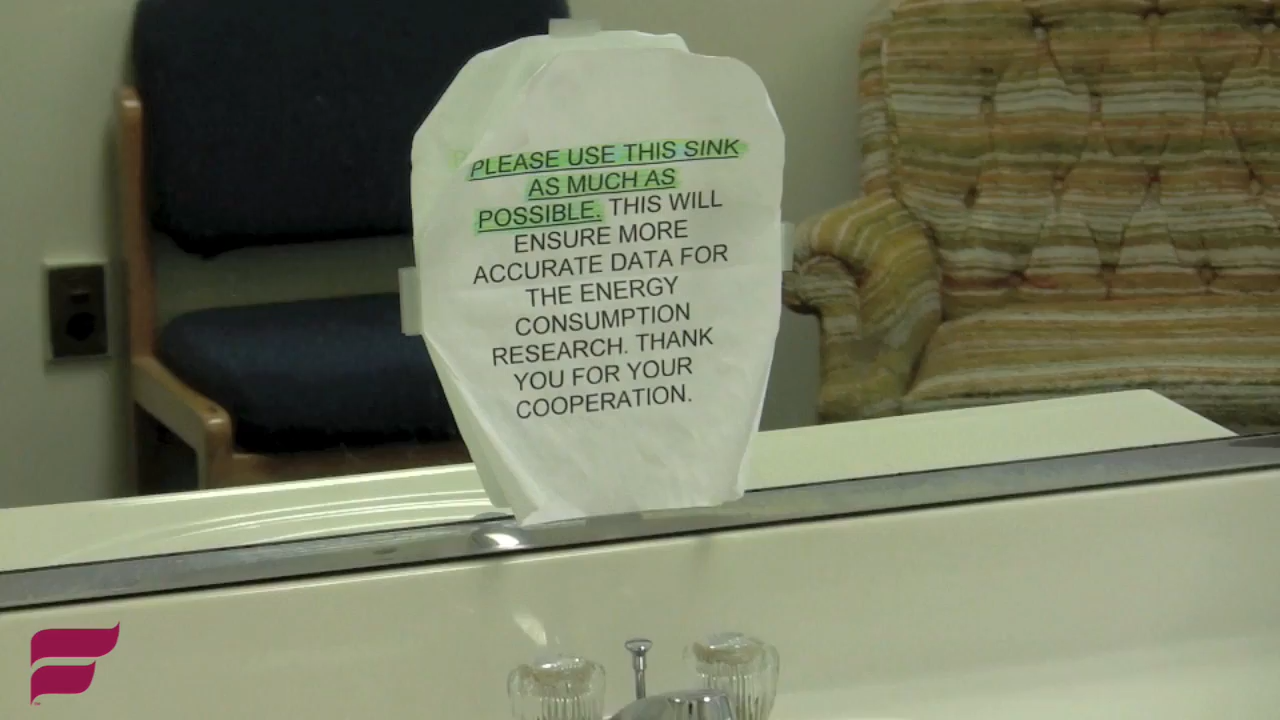 PLEASE USE THIS SINK
AS MUCH AS
POSSIBLE. THIS WILL
ENSURE MORE
ACCURATE DATA FOR
THE ENERGY
CONSUMPTION
RESEARCH. THANK
YOU FOR YOUR
COOPERATION.